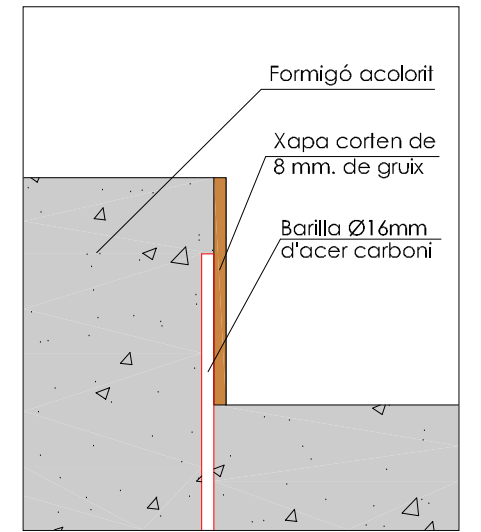 Formigó acolorit
Xapa corten de
8 mm. de gruix
Barilla Ø16mm
d'acer carboni